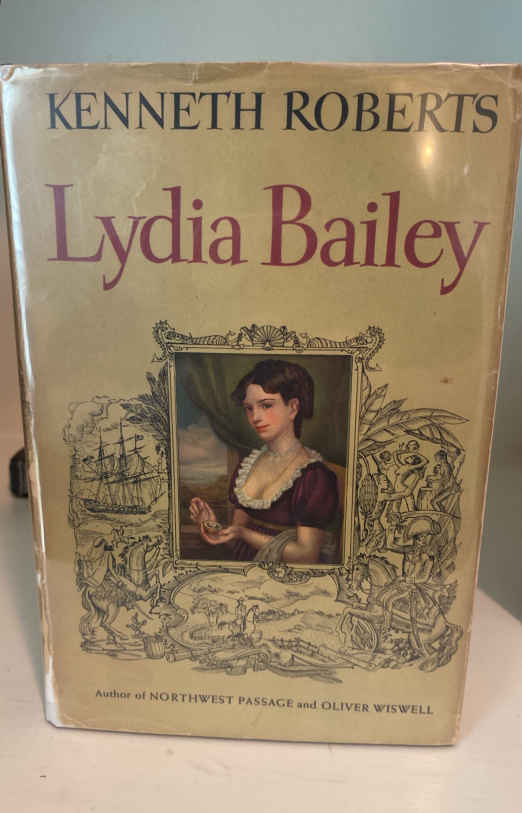 KENNETH ROBERTS
Lydia Bailey
Author of NORTHWEST PASSAGE and OLIVER WISWELL